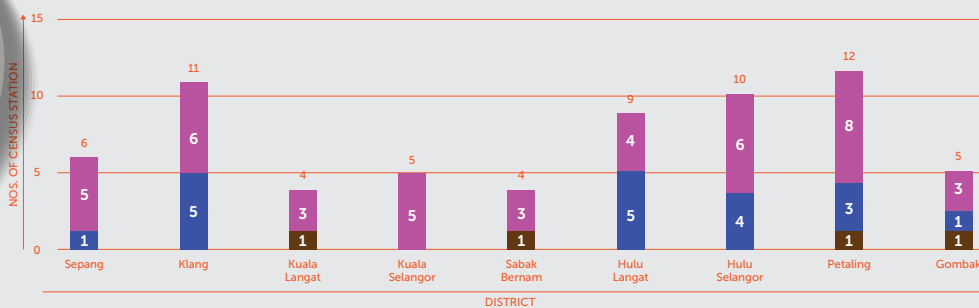 15
10
5
0
NOS. OF CENSUS STATION
6
5
1
11
6
5
4
3
1
5
5
4
3
1
9
4
5
10
6
4
12
8
3
1
5
3
1
1
Sepang
Klang
Kuala
Langat
Kuala
Selangor
Sabak
Bernam
Hulu
Langat
Hulu
Selangor
Petaling
Gombak
DISTRICT